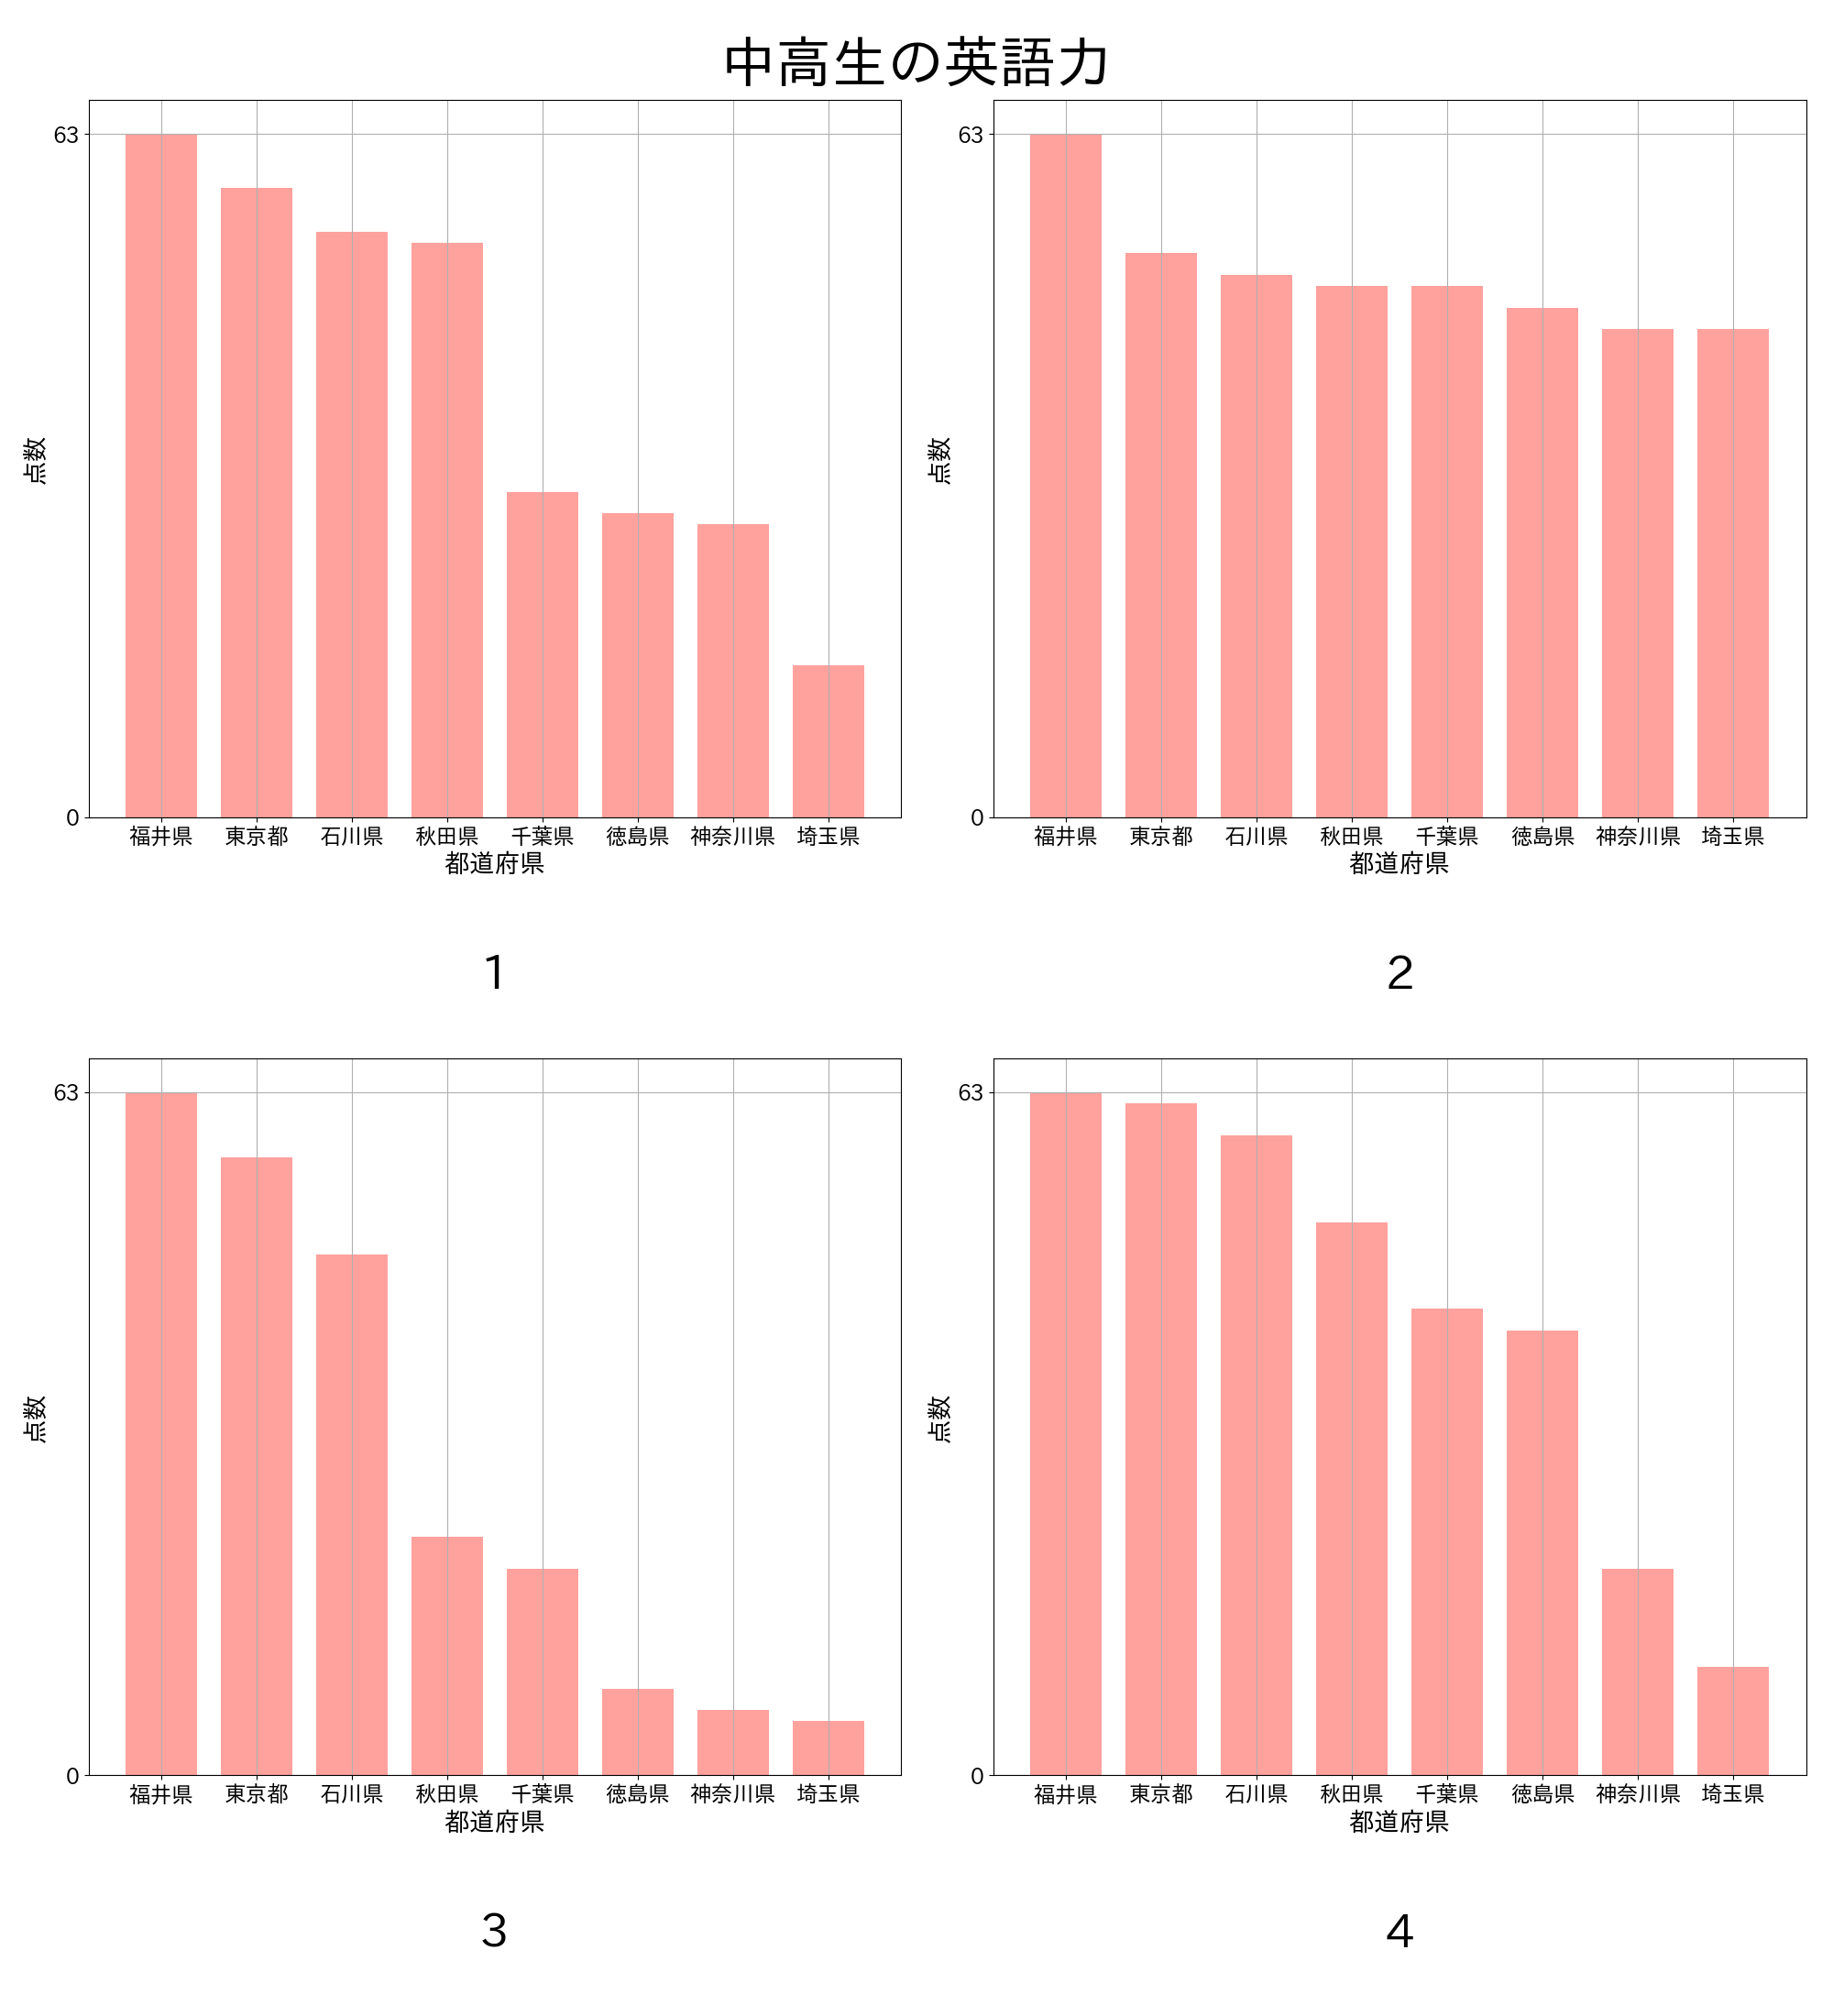 中高生の英語力
63
0
点数
福井県 東京都 石川県 秋田県 千葉県 徳島県 神奈川県 埼玉県
都道府県
1
63
0
点数
福井県 東京都 石川県 秋田県 千葉県 徳島県 神奈川県 埼玉県
都道府県
2
63
0
点数
福井県 東京都 石川県 秋田県 千葉県 徳島県 神奈川県 埼玉県
都道府県
3
63
0
点数
福井県 東京都 石川県 秋田県 千葉県 徳島県 神奈川県 埼玉県
都道府県
4